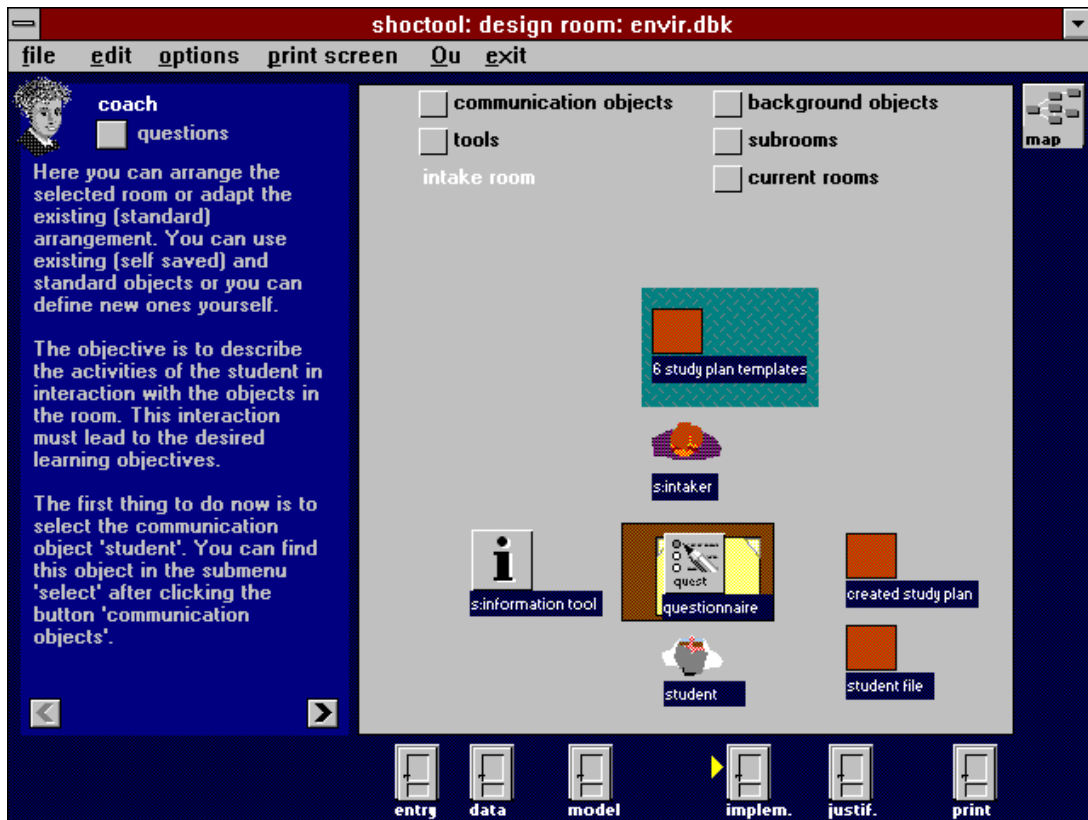 shoctool: design room: envir.dbk
file edit options print screen Qu exit
coach
questions
Here you can arrange the
selected room or adapt the
existing (standard)
arrangement. You can use
existing (self saved) and
standard objects or you can
define new ones yourself.
The objective is to describe
the activities of the student in
interaction with the objects in
the room. This interaction
must lead to the desired
learning objectives.
The first thing to do now is to
select the communication
object 'student'. You can find
this object in the submenu
'select' after clicking the
button 'communication
objects'.
communication objects
background objects
tools
subrooms
intake room
current rooms
map
6 study plan templates
s:intaker
s:information tool
quest
questionnaire
created study plan
student
student file
entry data model implem. justif. print